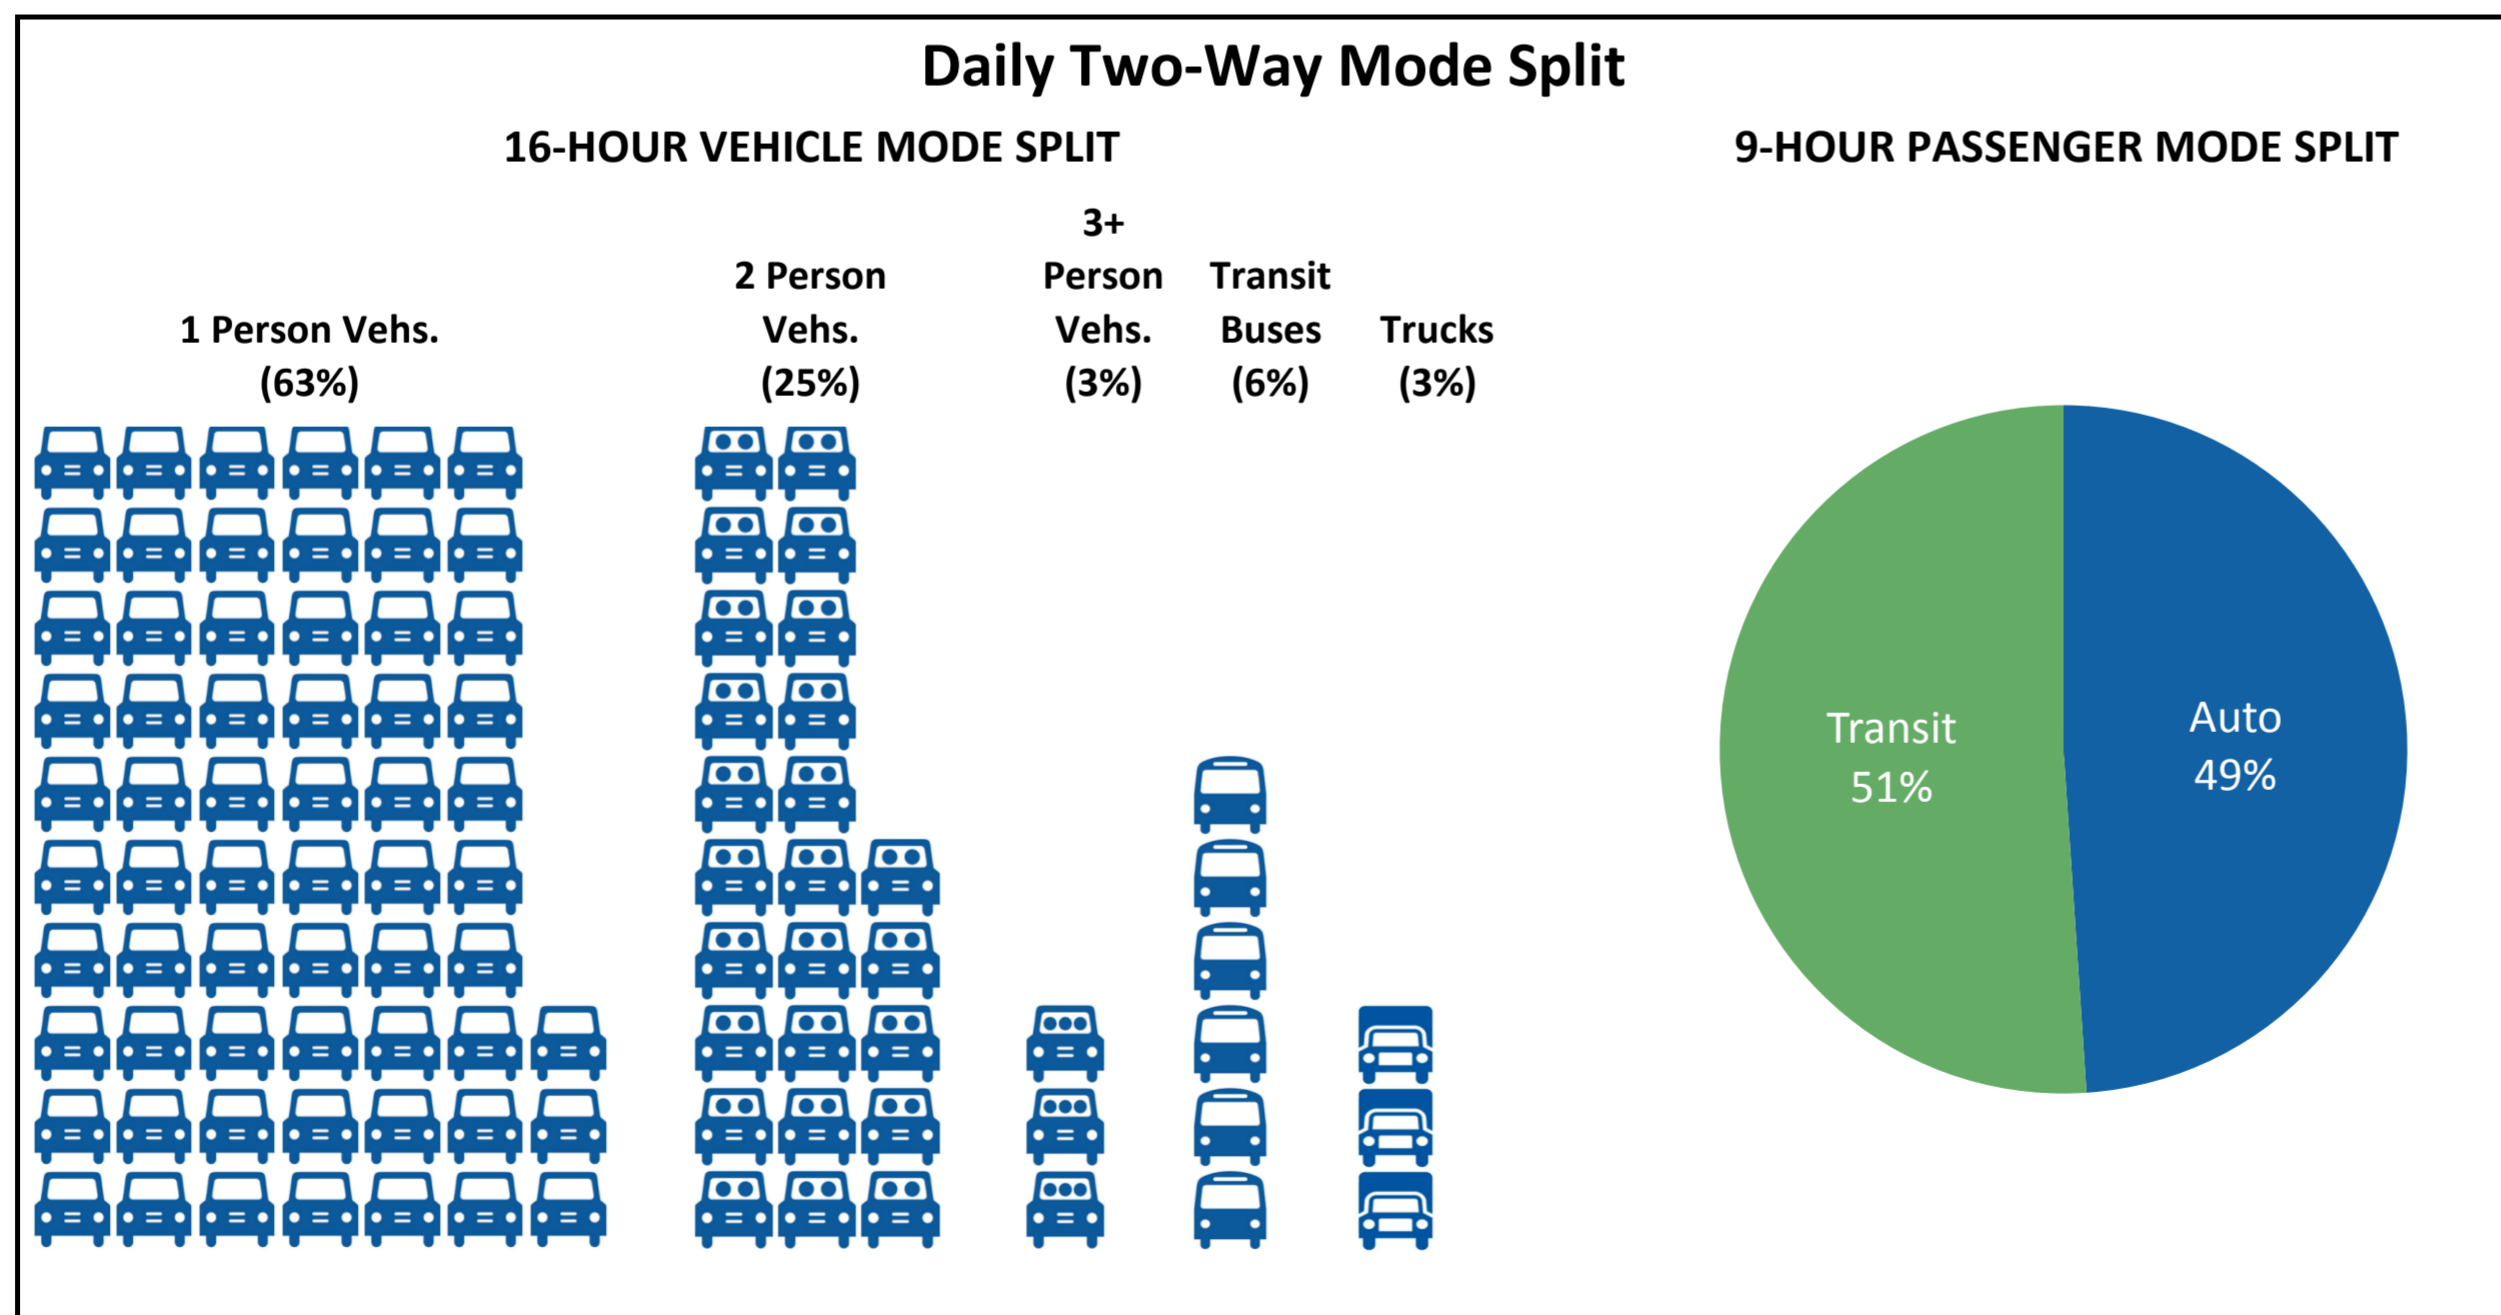 Daily Two-Way Mode Split
16-HOUR VEHICLE MODE SPLIT
1 Person Vehs.
(63%)
2 Person
Vehs.
(25%)
3+
Person
Vehs.
(3%)
Transit
Buses
(6%)
Trucks
(3%)
9-HOUR PASSENGER MODE SPLIT
Transit
51%
Auto
49%